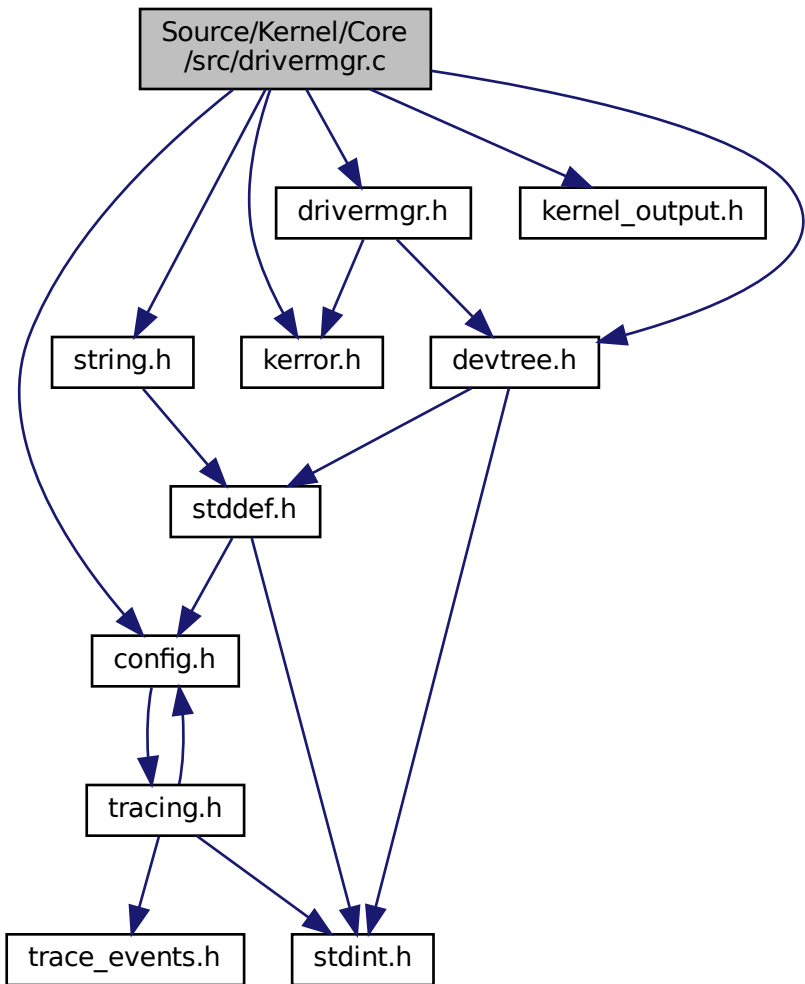 Source/Kernel/Core
/src/drivermgr.c
drivermgr.h
kernel_output.h
string.h
kerror.h
devtree.h
stddef.h
config.h
tracing.h
trace_events.h
stdint.h